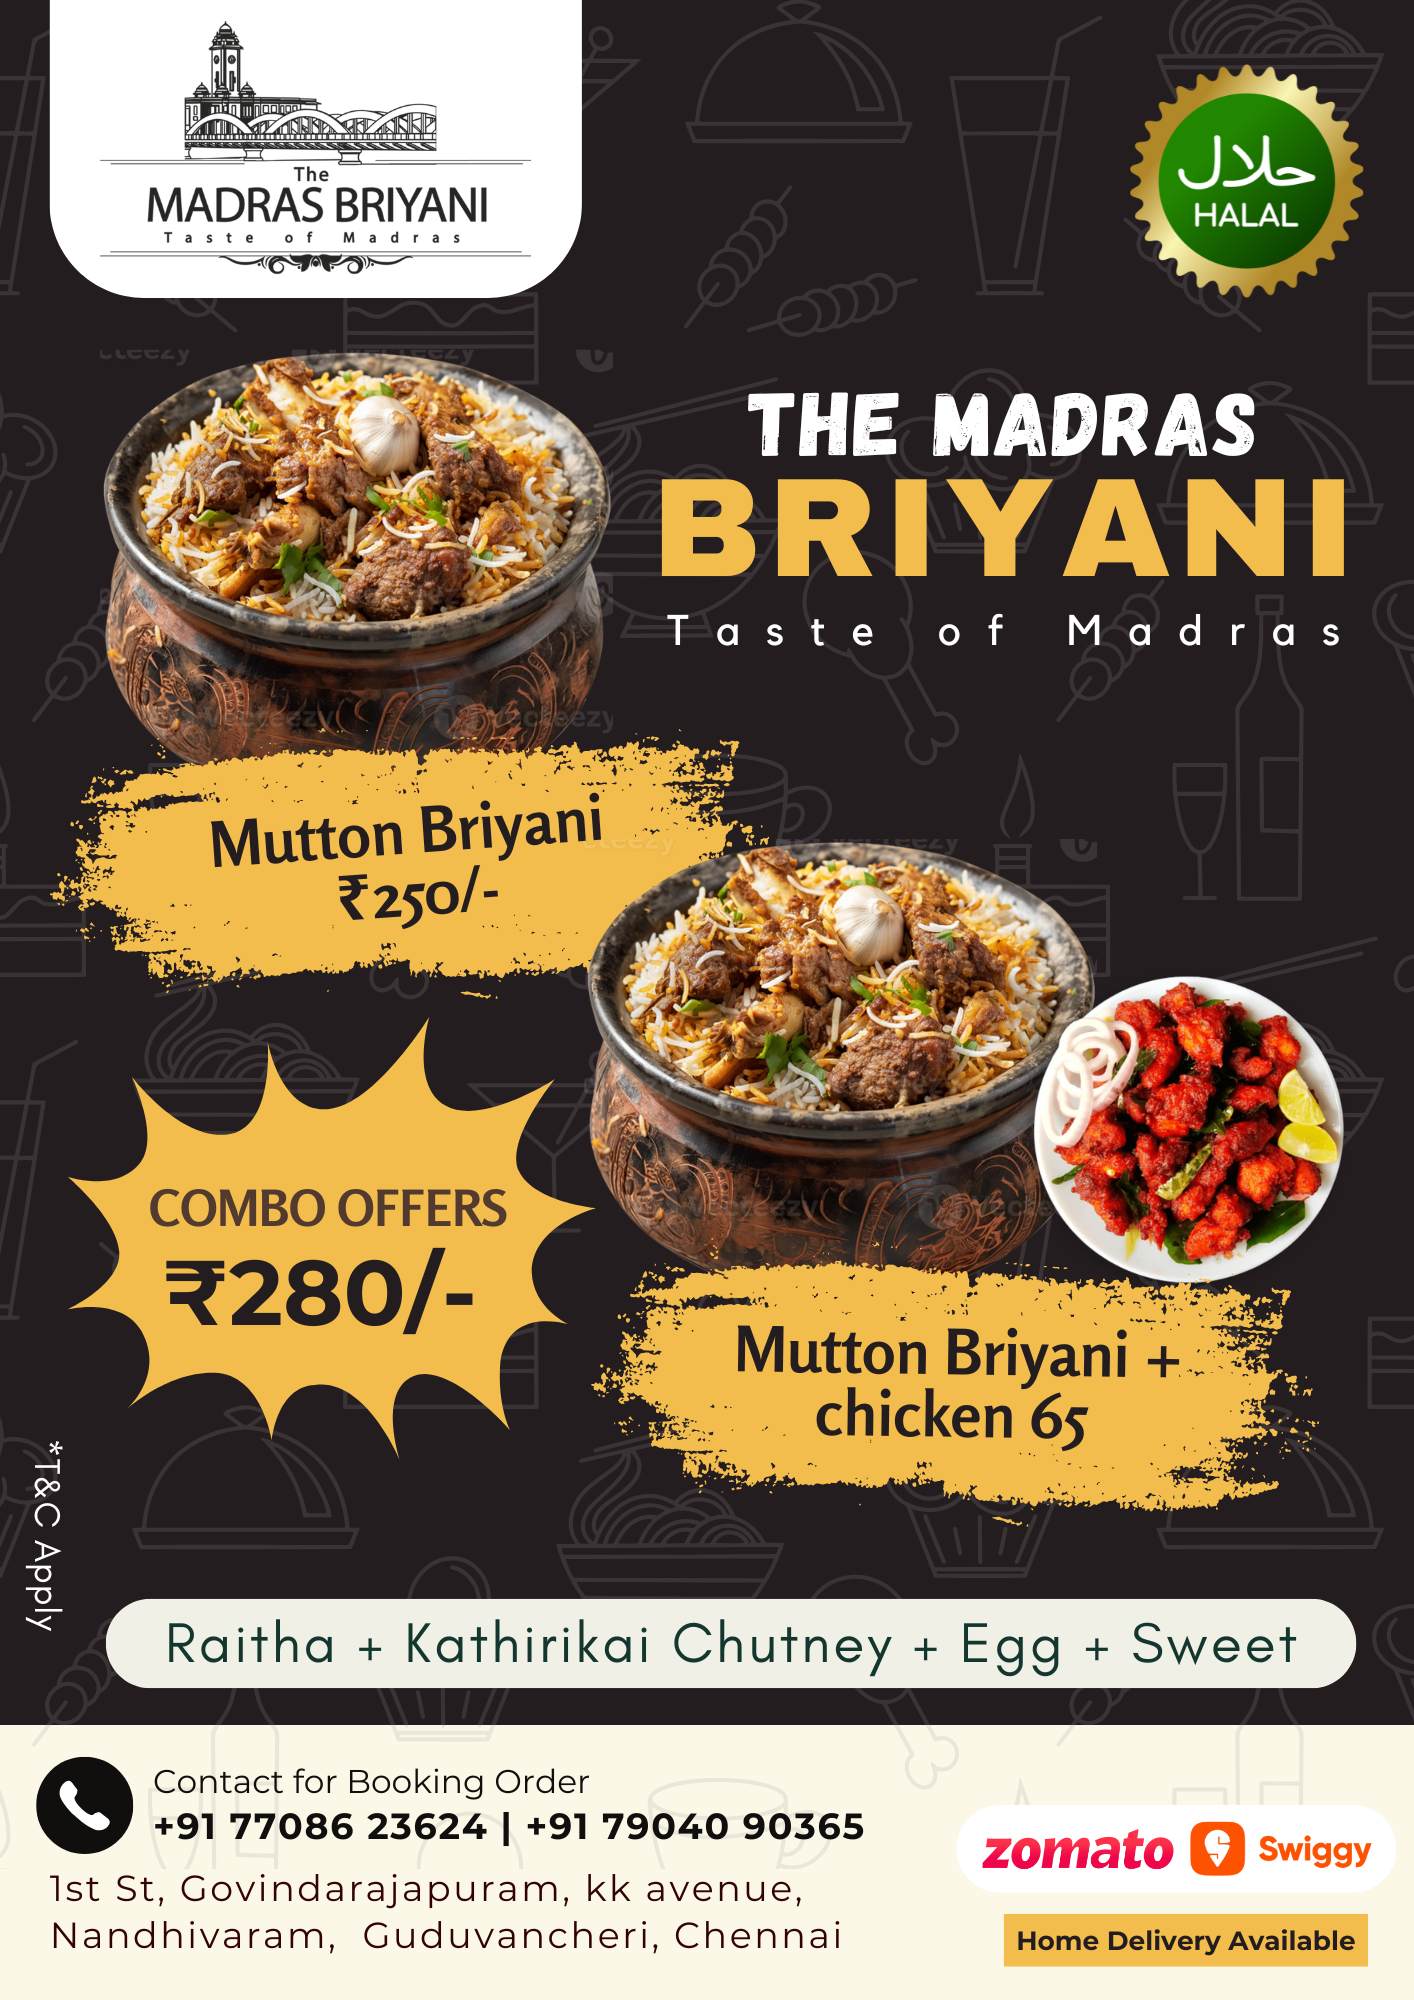 The
MADRAS BRIYANI
Taste of Madras
حلال
HALAL
THE MADRAS
BRIYANI
Taste of Madras
Mutton Briyani
₹250/-
COMBO OFFERS
₹280/-
Mutton Briyani +
chicken 65
*T&C Apply
Raitha + Kathirikai Chutney + Egg + Sweet
Contact for Booking Order
+91 77086 23624 | +91 79040 90365
1st St, Govindarajapuram, kk avenue,
Nandhivaram, Guduvancheri, Chennai
zomato
Swiggy
Home Delivery Available